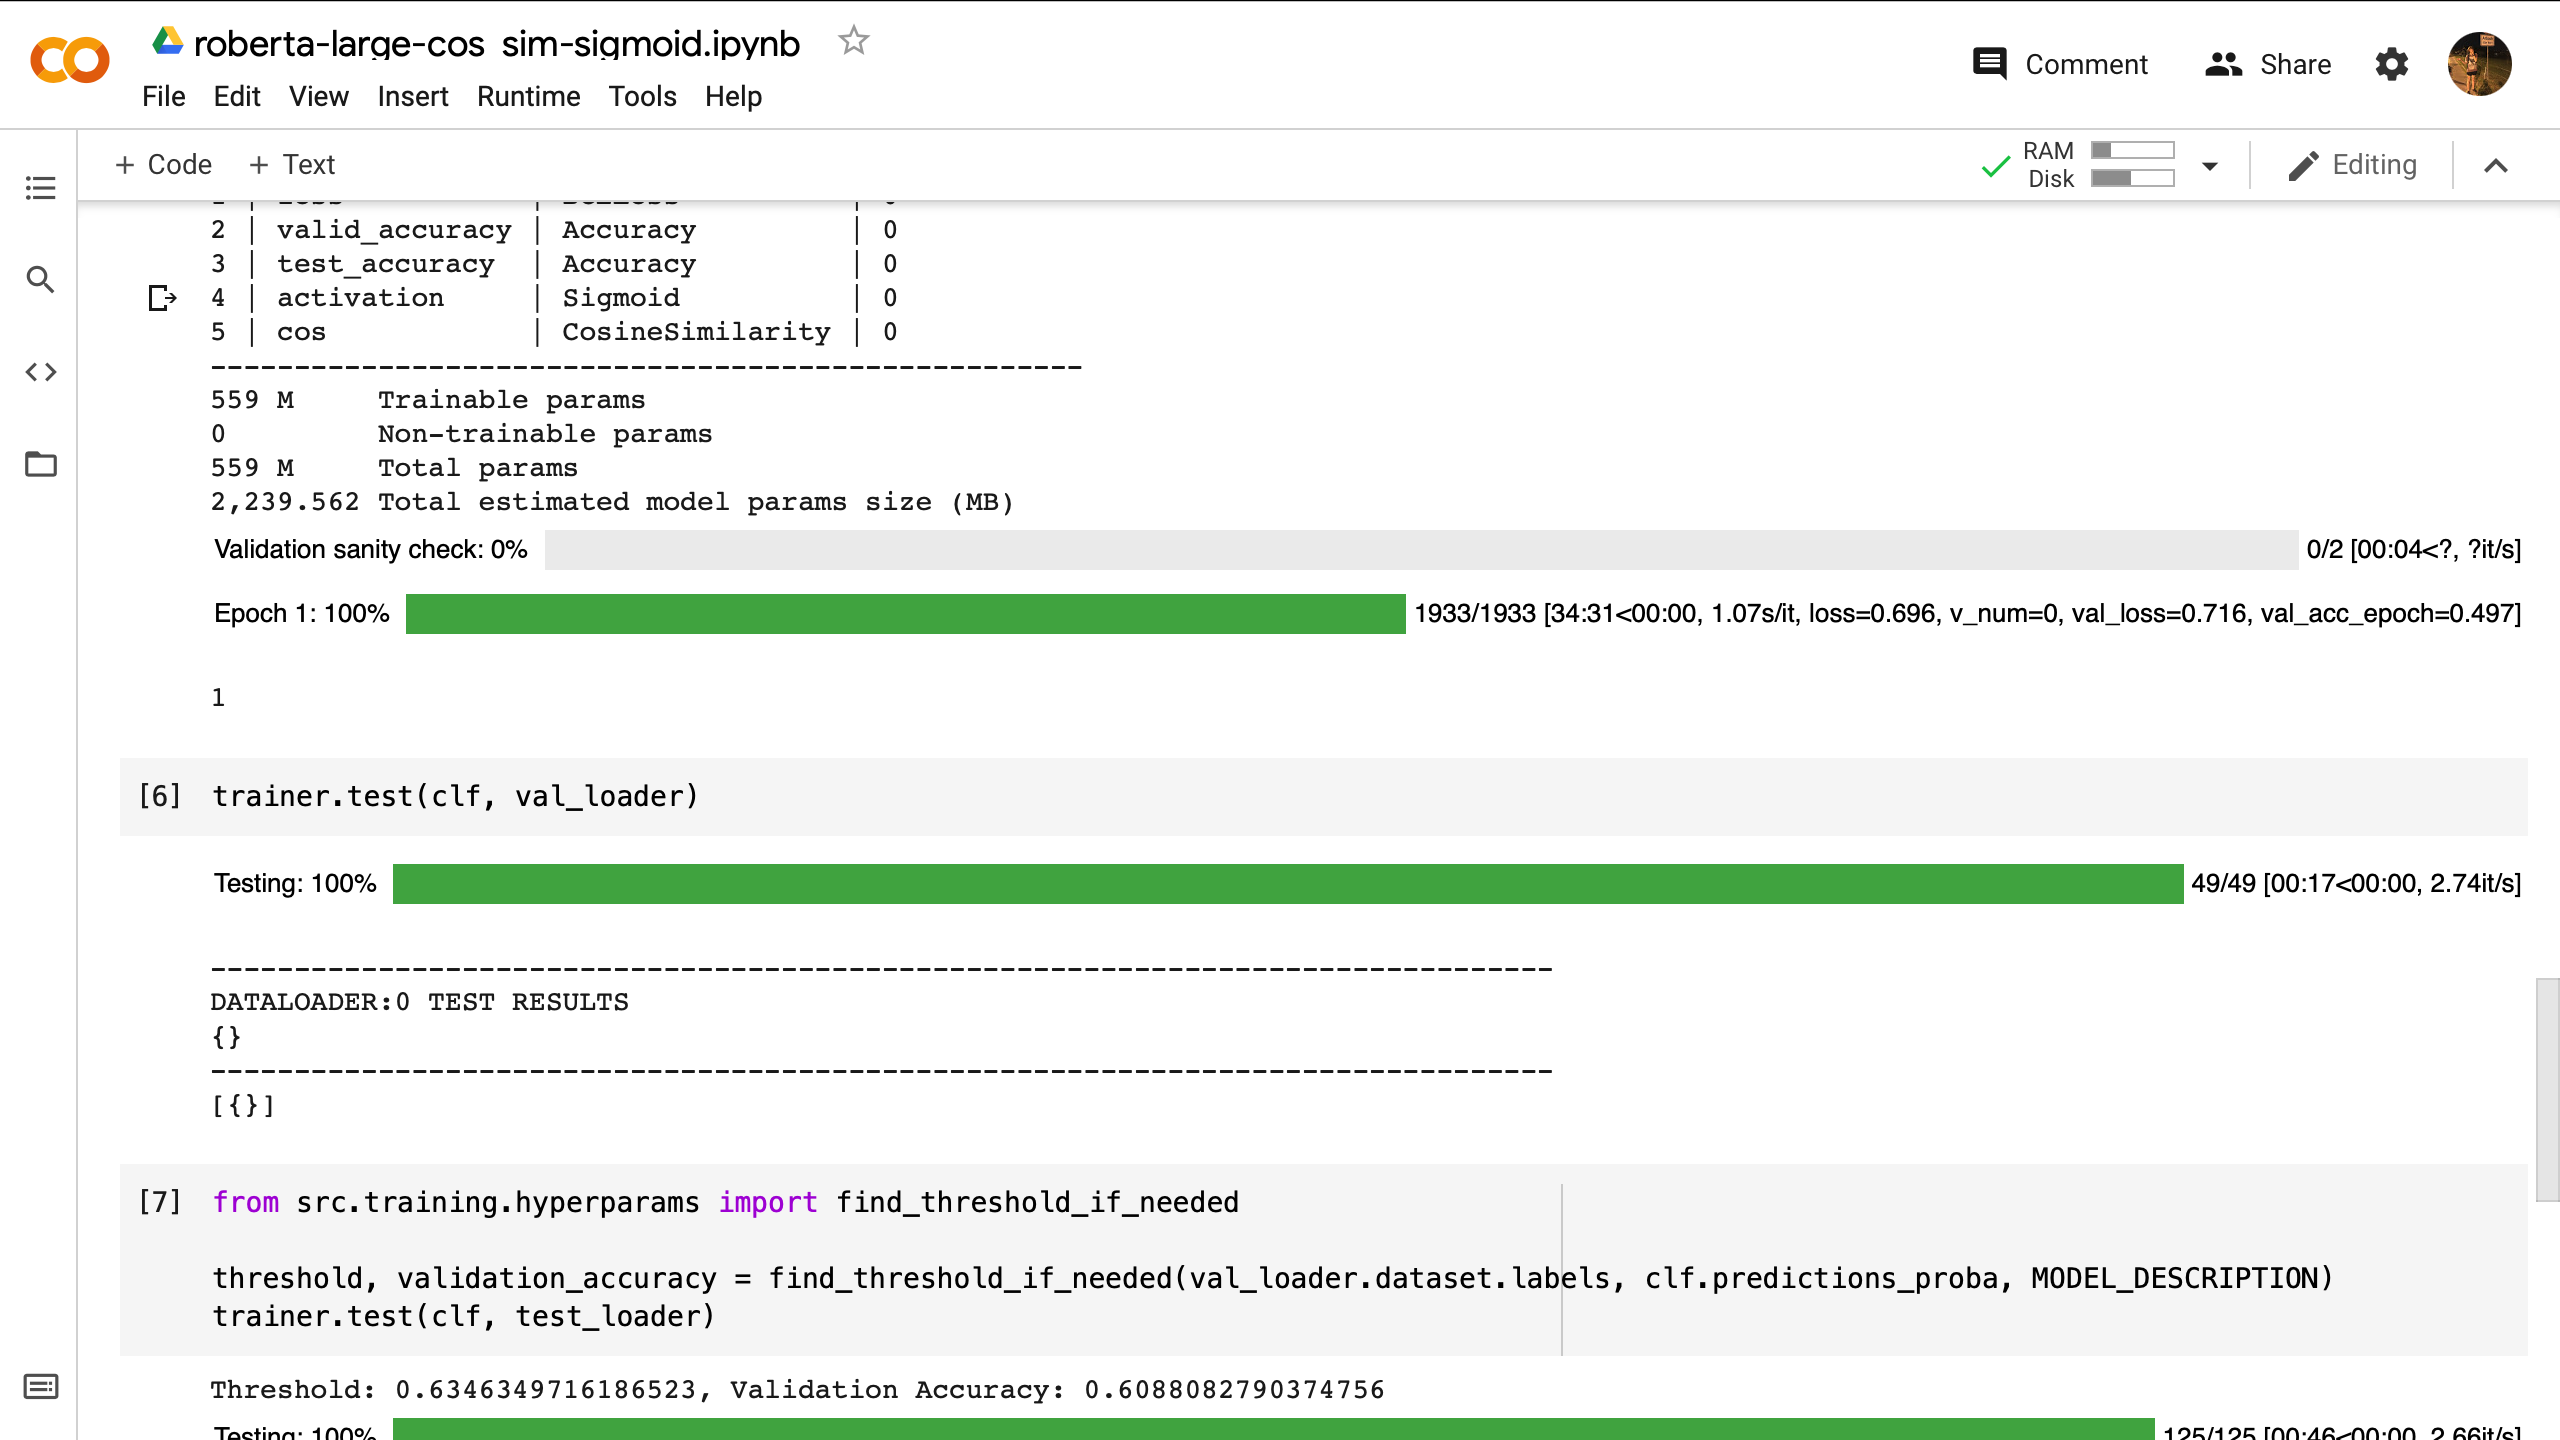 roberta-large-cos_sim-sigmoid.ipynb
File Edit View Insert Runtime Tools Help
Comment Share
+ Code + Text
RAM
Disk
Editing
2 | valid_accuracy | Accuracy | 0
3 | test_accuracy | Accuracy | 0
4 | activation | Sigmoid | 0
5 | cos | CosineSimilarity | 0
----------------------------------------------------
559 M Trainable params
0 Non-trainable params
559 M Total params
2,239.562 Total estimated model params size (MB)
Validation sanity check: 0% 0/2 [00:04<?, ?it/s]
Epoch 1: 100% 1933/1933 [34:31<00:00, 1.07s/it, loss=0.696, v_num=0, val_loss=0.716, val_acc_epoch=0.497]
1
[6] trainer.test(clf, val_loader)
Testing: 100% 49/49 [00:17<00:00, 2.74it/s]
--------------------------------------------------------------------------------
DATALOADER:0 TEST RESULTS
{}
--------------------------------------------------------------------------------
[{}]
[7] from src.training.hyperparams import find_threshold_if_needed
threshold, validation_accuracy = find_threshold_if_needed(val_loader.dataset.labels, clf.predictions_proba, MODEL_DESCRIPTION)
trainer.test(clf, test_loader)
Threshold: 0.6346349716186523, Validation Accuracy: 0.6088082790374756
Testing: 100% 125/125 [00:46<00:00, 2.66it/s]